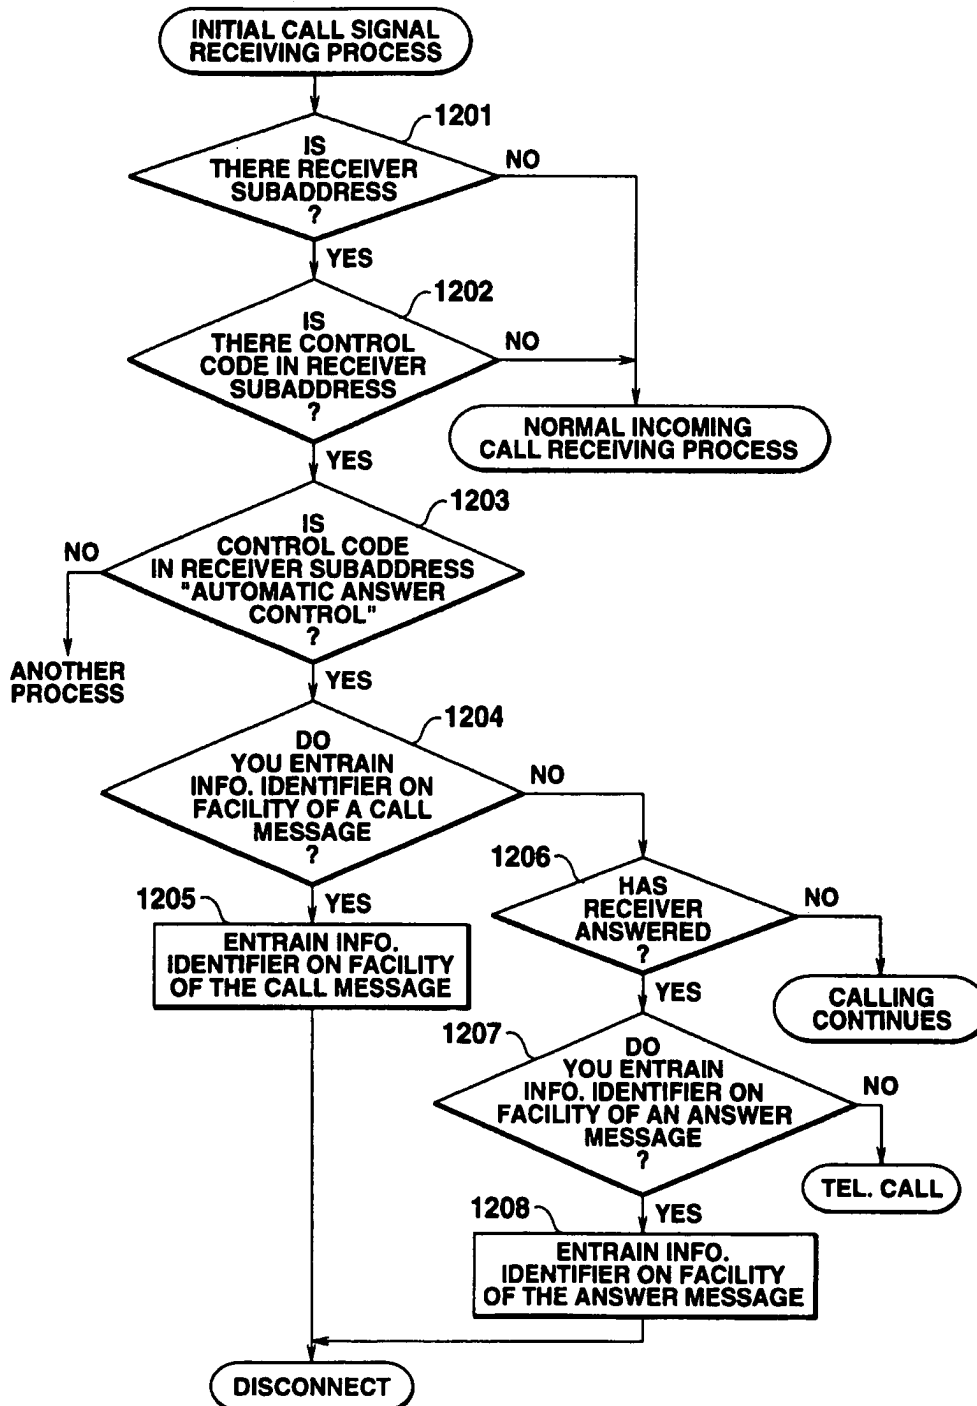 INITIAL CALL SIGNAL
RECEIVING PROCESS
1201
IS
THERE RECEIVER
SUBADDRESS
?
NO
YES
1202
IS
THERE CONTROL
CODE IN RECEIVER
SUBADDRESS
?
NO
NORMAL INCOMING
CALL RECEIVING PROCESS
YES
1203
IS
CONTROL CODE
IN RECEIVER SUBADDRESS
"AUTOMATIC ANSWER
CONTROL"
?
NO
ANOTHER
PROCESS
YES
1204
DO
YOU ENTRAIN
INFO. IDENTIFIER ON
FACILITY OF A CALL
MESSAGE
?
NO
YES
1205
ENTRAIN INFO.
IDENTIFIER ON FACILITY
OF THE CALL MESSAGE
1206
HAS
RECEIVER
ANSWERED
?
NO
CALLING
CONTINUES
YES
1207
DO
YOU ENTRAIN
INFO. IDENTIFIER ON
FACILITY OF AN ANSWER
MESSAGE
?
NO
TEL. CALL
YES
1208
ENTRAIN INFO.
IDENTIFIER ON FACILITY
OF THE ANSWER MESSAGE
DISCONNECT